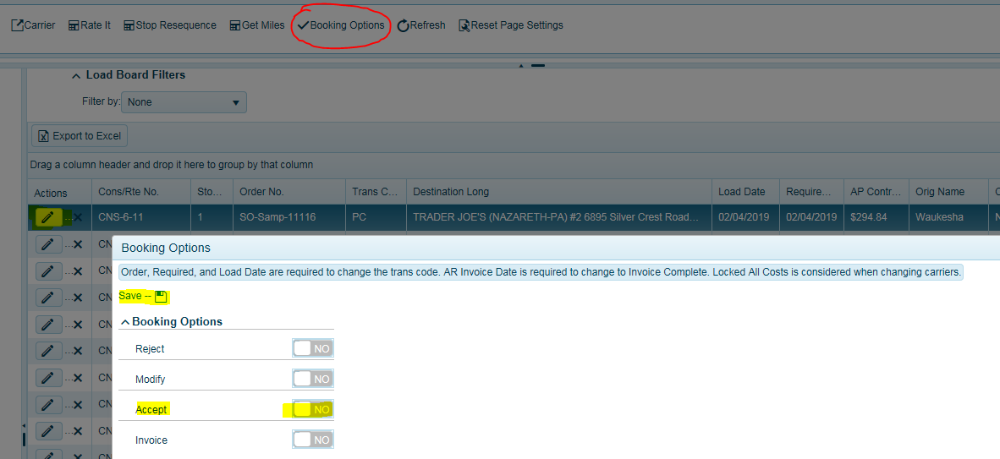 Carrier Rate It Stop Resequence Get Miles Booking Options Refresh Reset Page Settings
Load Board Filters
Filter by: None
Export to Excel
Drag a column header and drop it here to group by that column
Actions Cons/Rte No. Sto... Order No. Trans C... Destination Long Load Date Require... AP Contr... Orig Name
... CNS-6-11 1 SO-Samp-11116 PC TRADER JOE'S (NAZARETH-PA) #2 6895 Silver Crest Road... 02/04/2019 02/04/2019 $294.84 Waukesha
... CN
Booking Options
... CN
Order, Required, and Load Date are required to change the trans code. AR Invoice Date is required to change to Invoice Complete. Locked All Costs is considered when changing carriers.
... CN
Save --
... CN
Booking Options
... CN
Reject NO
... CN
Modify NO
... CN
Accept NO
... CN
Invoice NO
CN